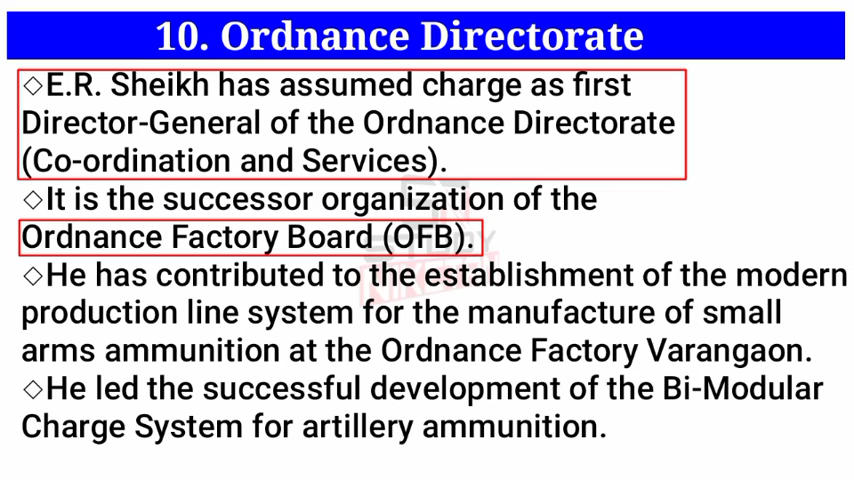 10. Ordnance Directorate
◇E.R. Sheikh has assumed charge as first
Director-General of the Ordnance Directorate
(Co-ordination and Services).
◇It is the successor organization of the
Ordnance Factory Board (OFB).
◇He has contributed to the establishment of the modern
production line system for the manufacture of small
arms ammunition at the Ordnance Factory Varangaon.
◇He led the successful development of the Bi-Modular
Charge System for artillery ammunition.